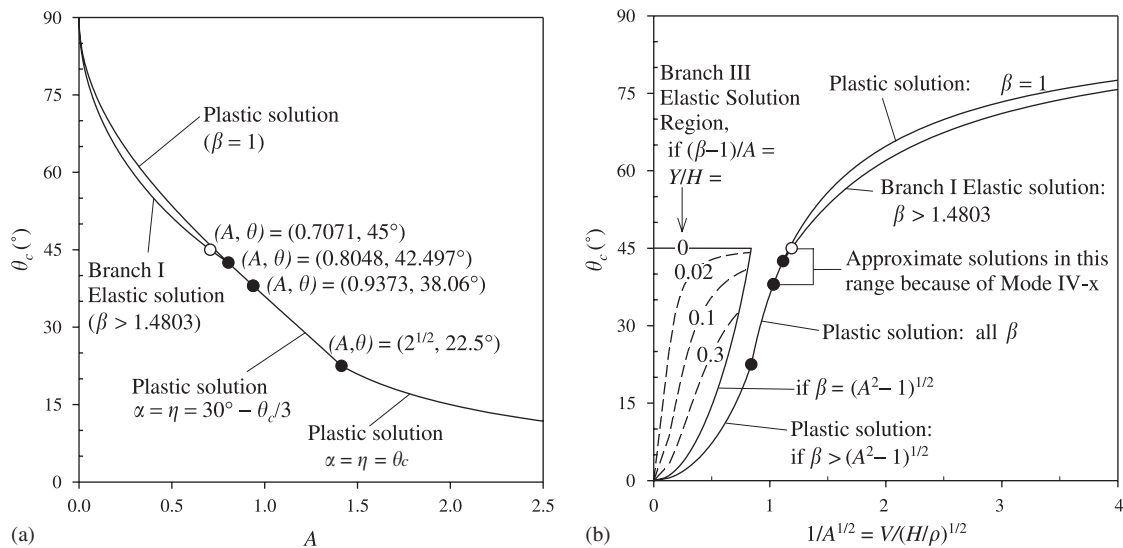 90
75
60
45
30
15
0
θc(°)
Plastic solution
(β = 1)
(A, θ) = (0.7071, 45°)
(A, θ) = (0.8048, 42.497°)
(A, θ) = (0.9373, 38.06°)
Branch I
Elastic solution
(β > 1.4803)
(A,θ) = (2^1/2, 22.5°)
Plastic solution
α = η = 30° − θc/3
Plastic solution
α = η = θc
0.0
0.5
1.0
1.5
2.0
2.5
(a)
A
90
75
60
45
30
15
0
θc(°)
Branch III
Elastic Solution
Region,
if (β−1)/A =
Y/H =
0
0.02
0.1
0.3
Plastic solution: β = 1
Branch I Elastic solution:
β > 1.4803
Approximate solutions in this
range because of Mode IV-x
Plastic solution: all β
if β = (A²− 1)^1/2
Plastic solution:
if β > (A²− 1)^1/2
0
1
2
3
4
(b)
1/A^1/2 = V/(H/ρ)^1/2